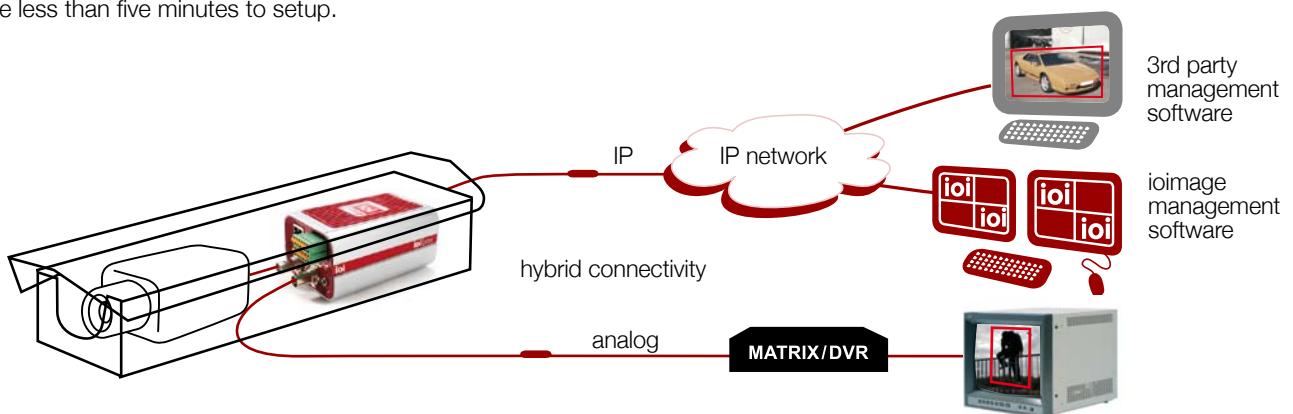 e less than five minutes to setup.
3rd party
management
software
IP
IP network
ioi
ioi
ioi
ioi
ioimage
management
software
ioi
hybrid connectivity
analog
MATRIX/DVR